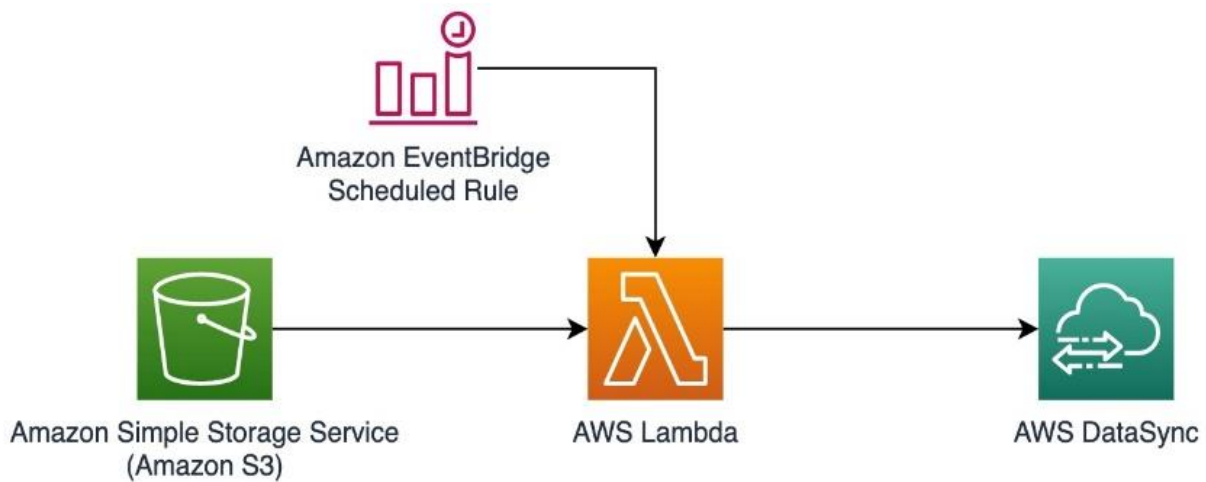 Amazon EventBridge
Scheduled Rule
Amazon Simple Storage Service
(Amazon S3)
AWS Lambda
AWS DataSync